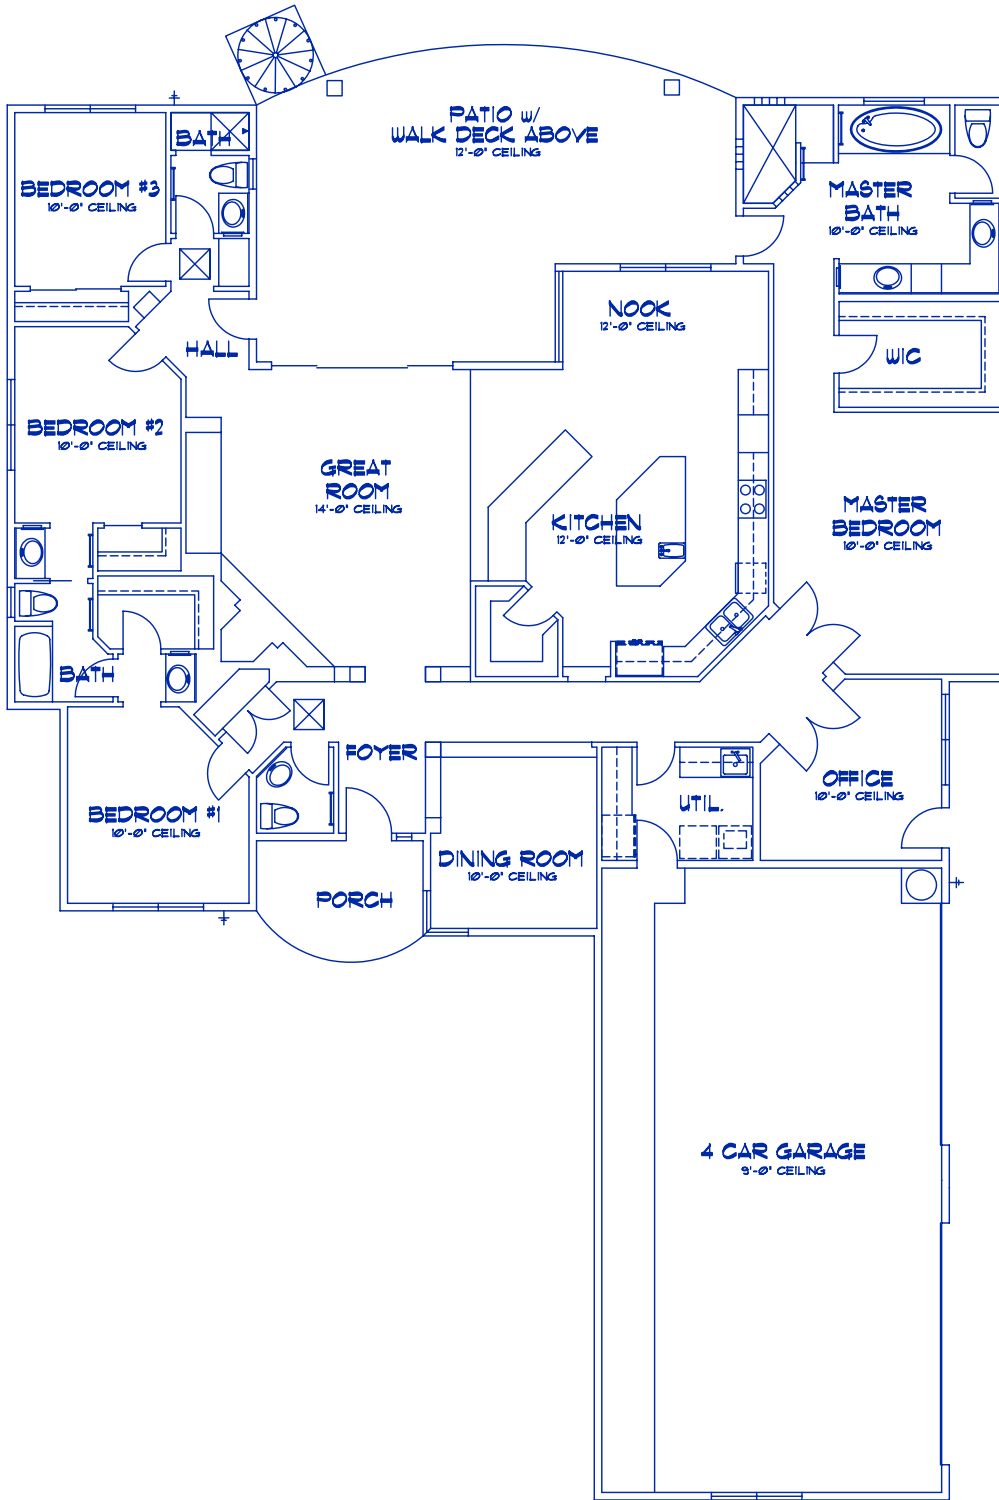 PATIO w/
WALK DECK ABOVE
12'-0" CEILING
BATH
BEDROOM #3
10'-0" CEILING
MASTER
BATH
10'-0" CEILING
NOOK
12'-0" CEILING
HALL
WIC
BEDROOM #2
10'-0" CEILING
GREAT
ROOM
14'-0" CEILING
KITCHEN
12'-0" CEILING
MASTER
BEDROOM
10'-0" CEILING
BATH
FOYER
OFFICE
10'-0" CEILING
BEDROOM #1
10'-0" CEILING
UTIL.
DINING ROOM
10'-0" CEILING
PORCH
4 CAR GARAGE
9'-0" CEILING